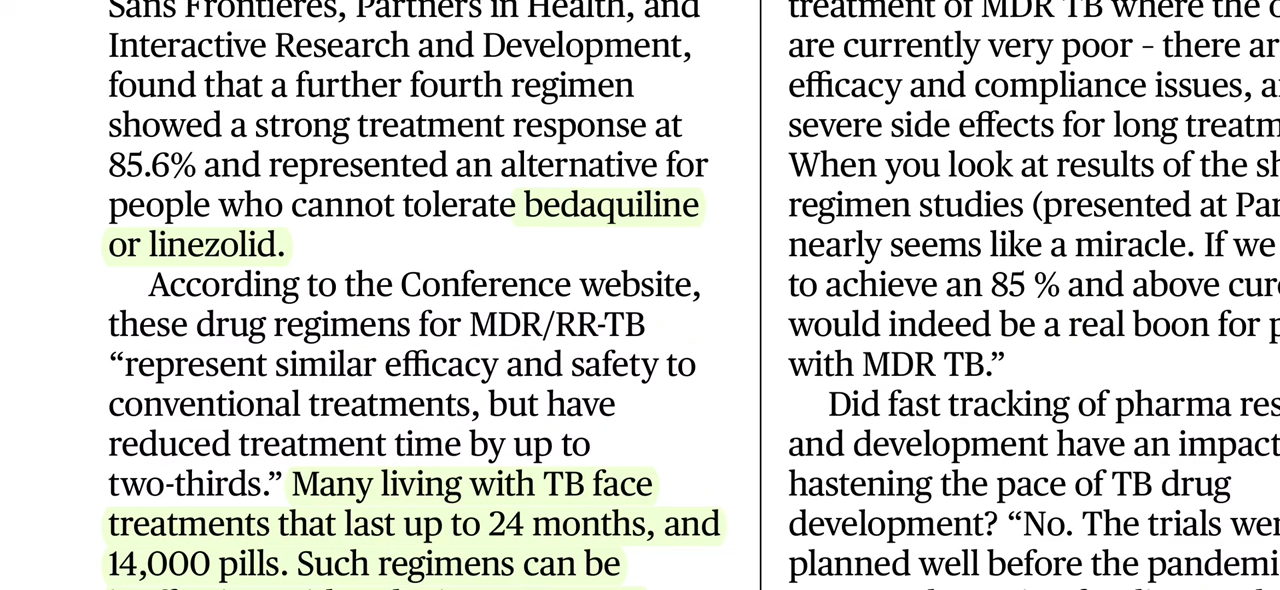 Sans Frontieres, Partners in Health, and
Interactive Research and Development,
found that a further fourth regimen
showed a strong treatment response at
85.6% and represented an alternative for
people who cannot tolerate bedaquiline
or linezolid.
According to the Conference website,
these drug regimens for MDR/RR-TB
“represent similar efficacy and safety to
conventional treatments, but have
reduced treatment time by up to
two-thirds.” Many living with TB face
treatments that last up to 24 months, and
14,000 pills. Such regimens can be
treatment of MDR TB where the
are currently very poor – there
efficacy and compliance issues,
severe side effects for long
When you look at results of the
regimen studies (presented at
nearly seems like a miracle. If we
to achieve an 85 % and above
would indeed be a real boon for
with MDR TB.”
Did fast tracking of pharma
and development have an impact
hastening the pace of TB drug
development? “No. The trials
planned well before the